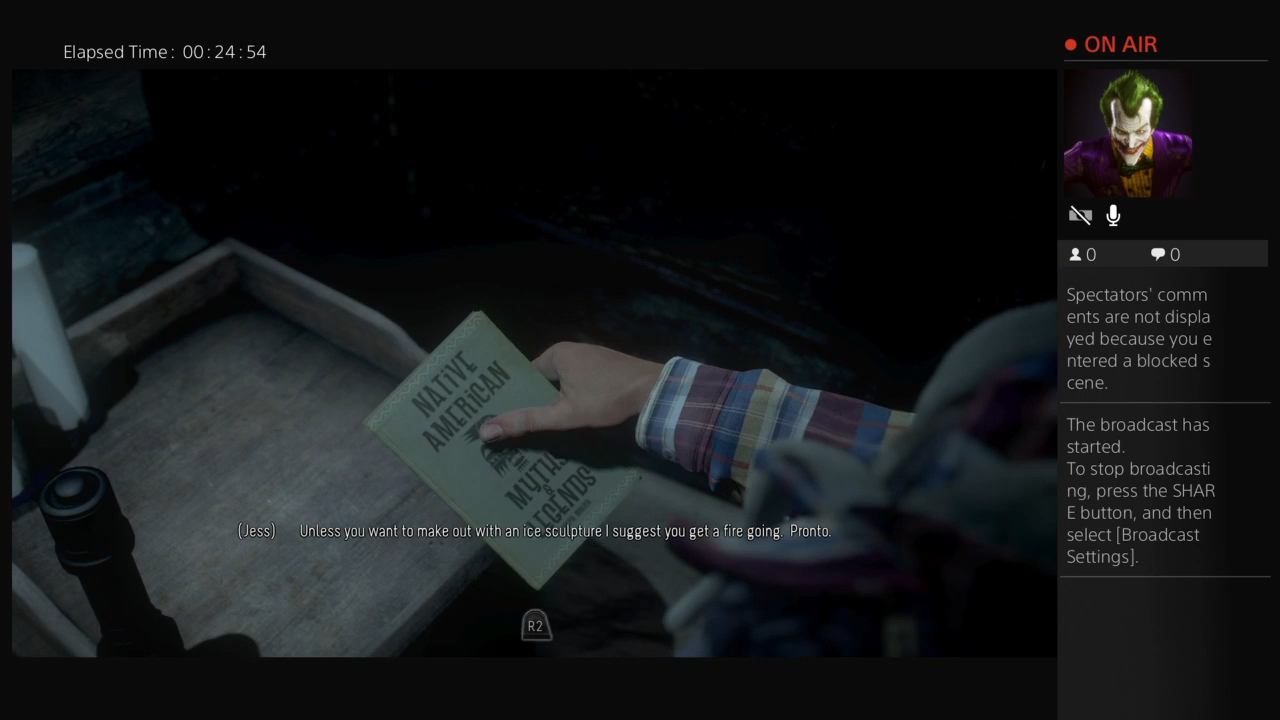 Elapsed Time: 00:24:54
ON AIR
0
0
Spectators' comm
ents are not displa
yed because you e
ntered a blocked s
cene.
The broadcast has
started.
To stop broadcasti
ng, press the SHAR
E button, and then
select [Broadcast
Settings].
NATIVE
AMERICAN
MYTHS
&
LEGENDS
(Jess) Unless you want to make out with an ice sculpture I suggest you get a fire going. Pronto.
R2